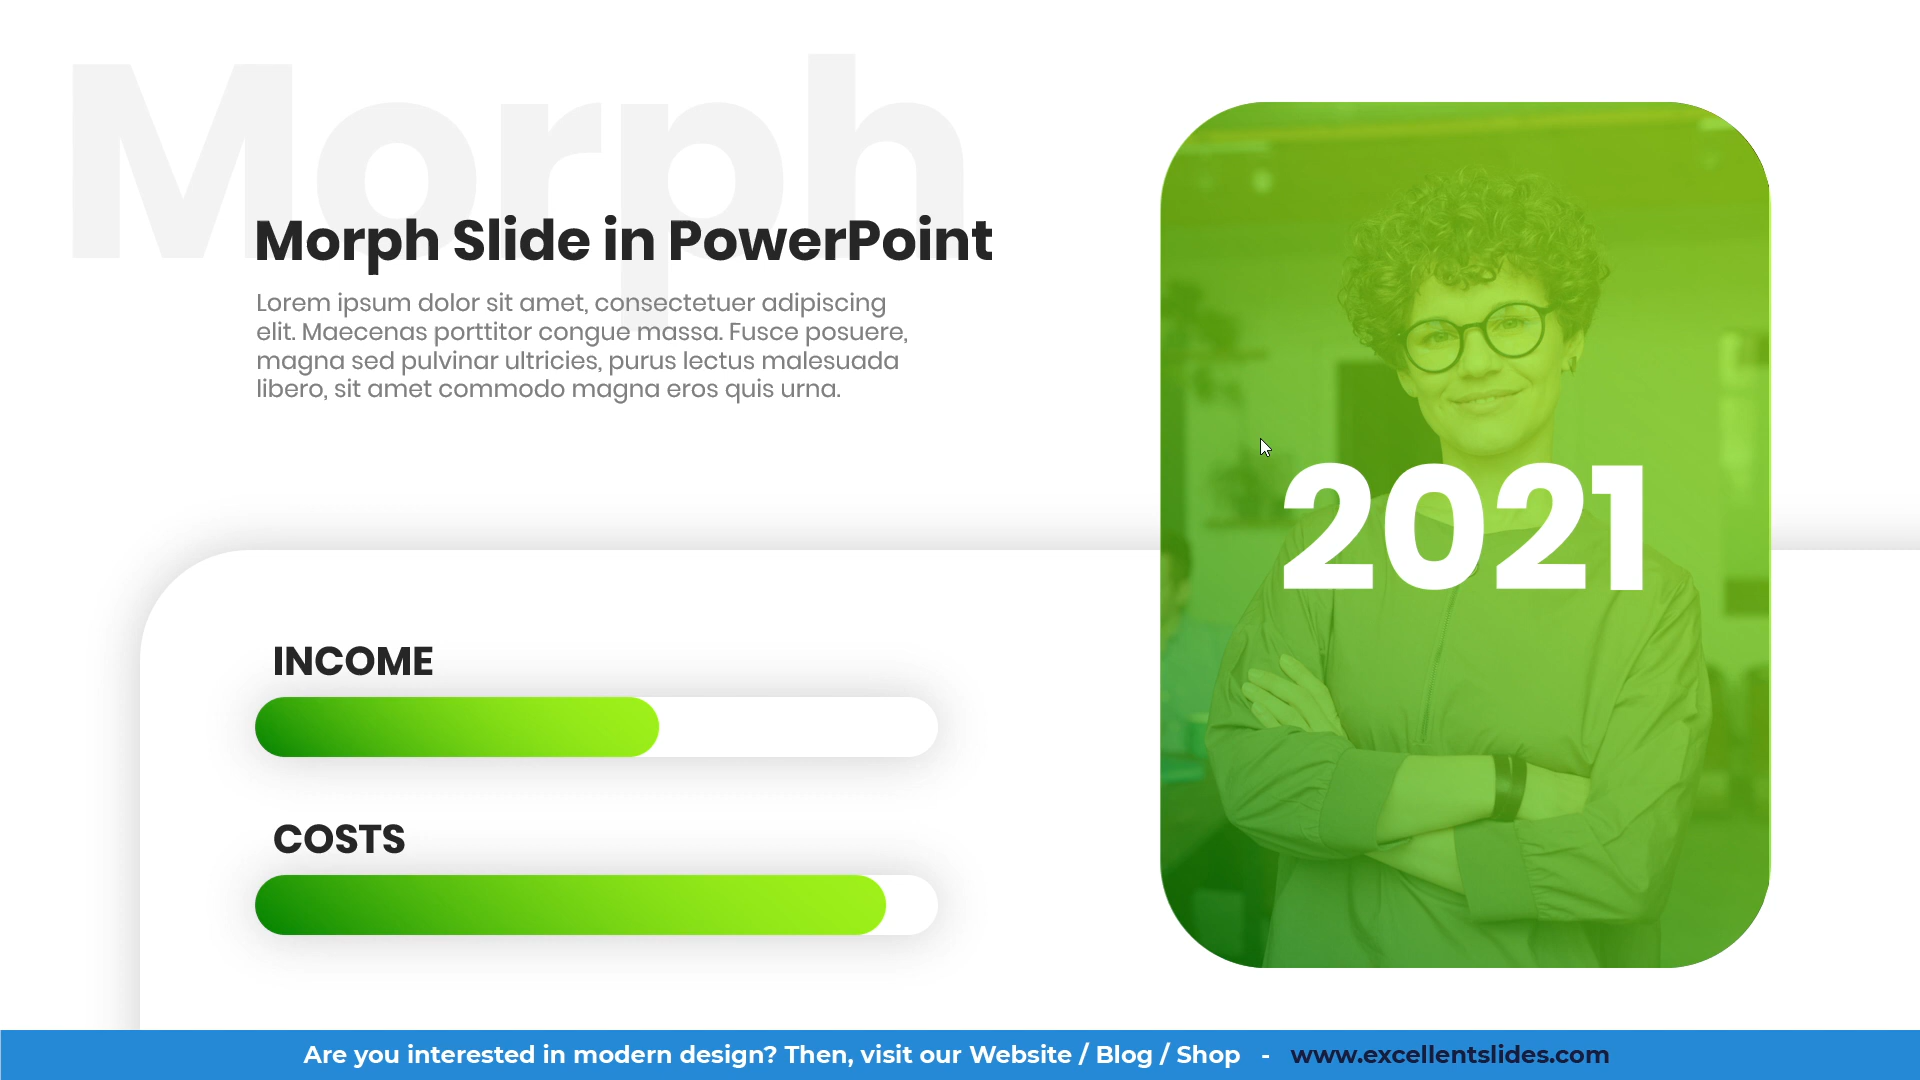 Morph
Morph Slide in PowerPoint
Lorem ipsum dolor sit amet, consectetuer adipiscing
elit. Maecenas porttitor congue massa. Fusce posuere,
magna sed pulvinar ultricies, purus lectus malesuada
libero, sit amet commodo magna eros quis urna.
2021
INCOME
COSTS
Are you interested in modern design? Then, visit our Website / Blog / Shop - www.excellentslides.com